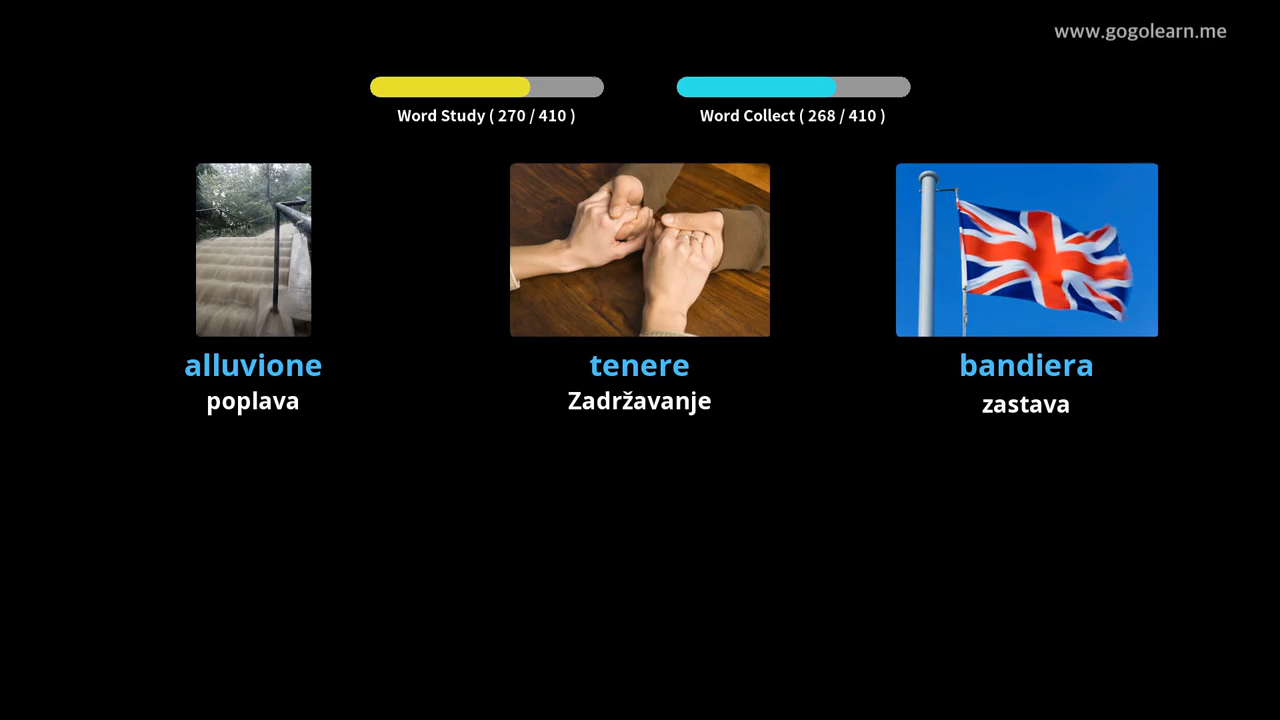 www.gogolearn.me
Word Study ( 270 / 410 )
Word Collect ( 268 / 410 )
alluvione
poplava
tenere
Zadržavanje
bandiera
zastava